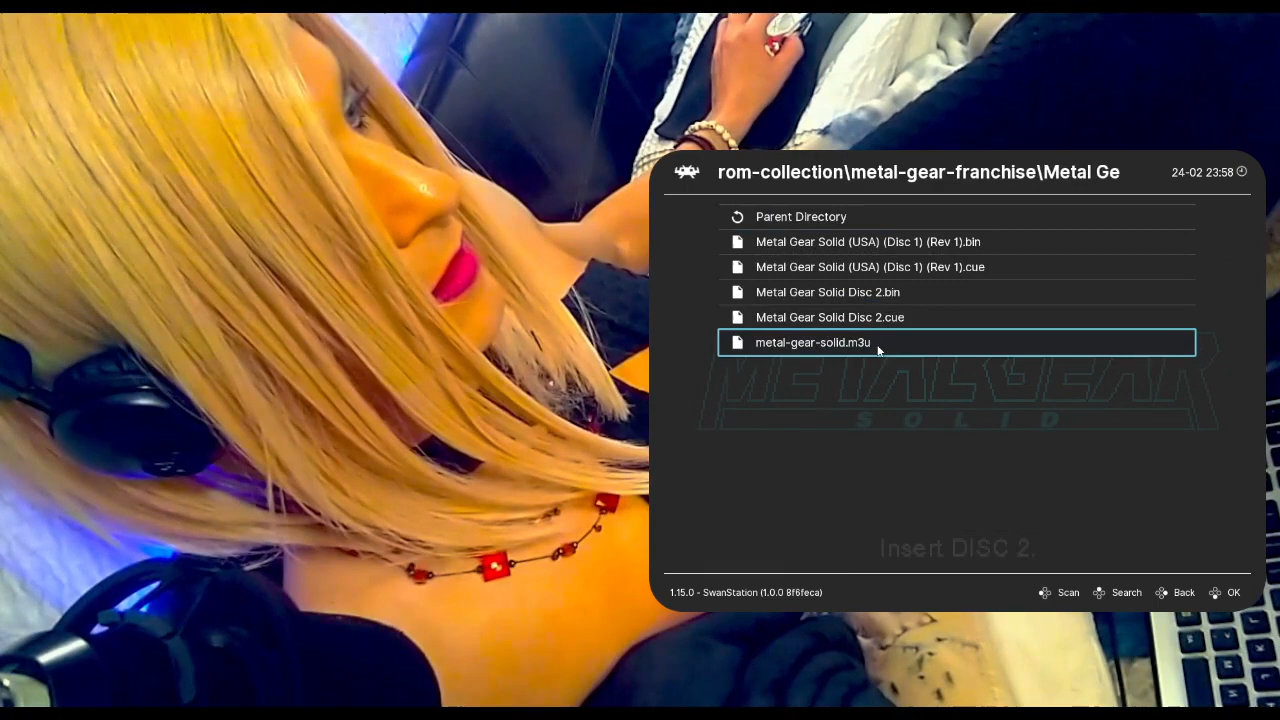 rom-collection\metal-gear-franchise\Metal Ge
24-02 23:58
Parent Directory
Metal Gear Solid (USA) (Disc 1) (Rev 1).bin
Metal Gear Solid (USA) (Disc 1) (Rev 1).cue
Metal Gear Solid Disc 2.bin
Metal Gear Solid Disc 2.cue
metal-gear-solid.m3u
METAL GEAR
SOLID
Insert DISC 2.
1.15.0 - SwanStation (1.0.0 8f6feca)
Scan
Search
Back
OK